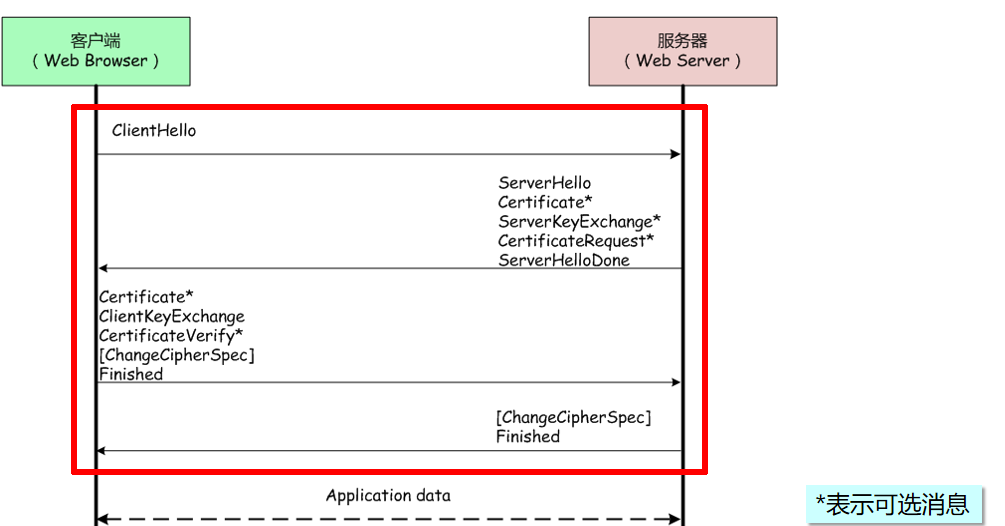 客户端
（Web Browser）
服务器
（Web Server）
ClientHello
ServerHello
Certificate*
ServerKeyExchange*
CertificateRequest*
ServerHelloDone
Certificate*
ClientKeyExchange
CertificateVerify*
[ChangeCipherSpec]
Finished
[ChangeCipherSpec]
Finished
Application data
*表示可选消息